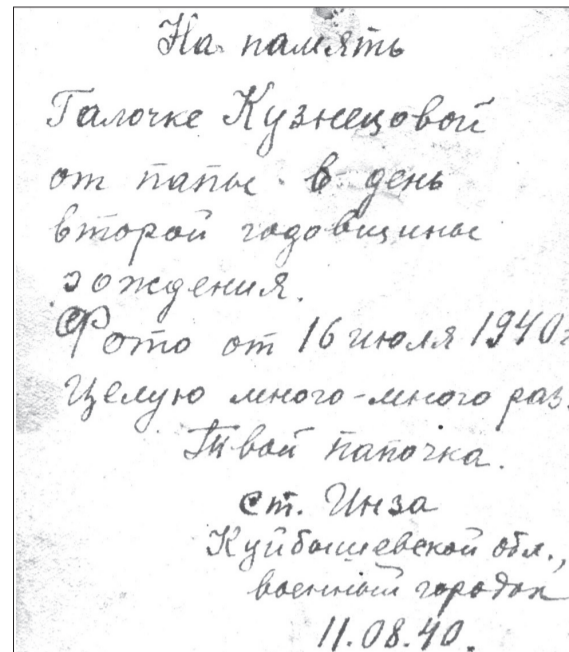 На память
Галочке Кузнецовой
от папы в день
второй годовщины
рождения.
Фото от 16 июля 1940г
Целую много-много раз.
Твой папочка.
ст. Инза
Куйбышевской обл.,
военный городок
11.08.40.